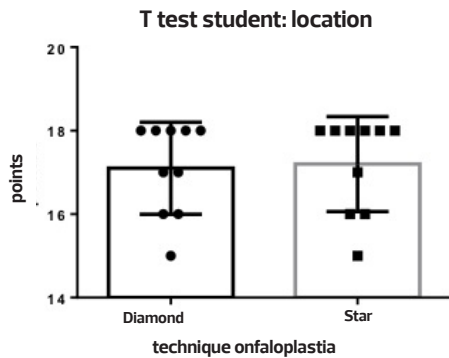 T test student: location
20
18
16
14
points
Diamond
Star
technique onfaloplastia